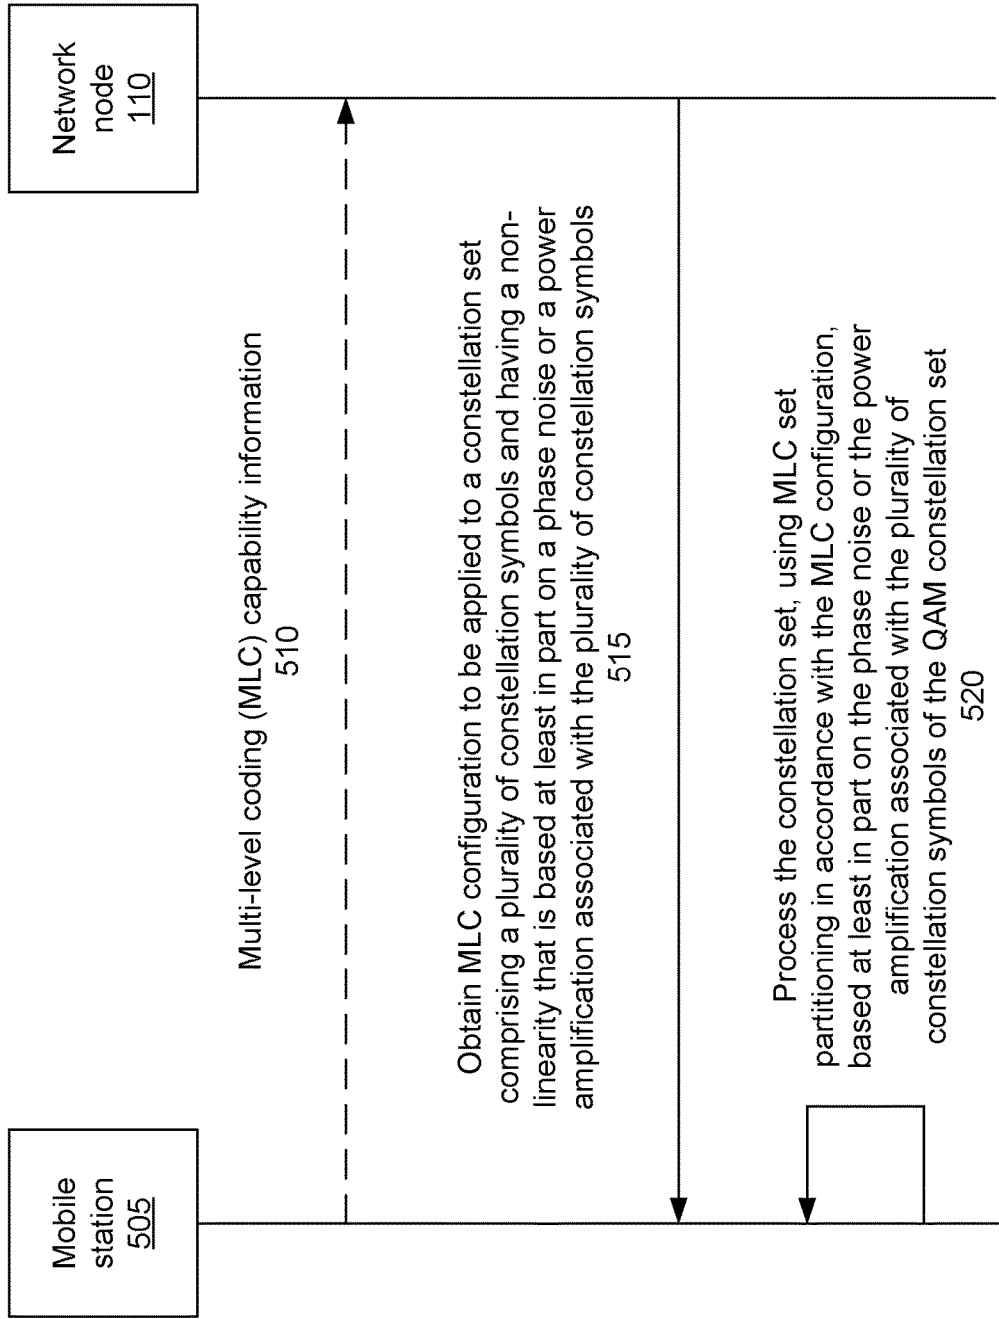 Mobile
station
505
Network
node
110
Multi-level coding (MLC) capability information
510
Obtain MLC configuration to be applied to a constellation set
comprising a plurality of constellation symbols and having a non-
linearity that is based at least in part on a phase noise or a power
amplification associated with the plurality of constellation symbols
515
Process the constellation set, using MLC set
partitioning in accordance with the MLC configuration,
based at least in part on the phase noise or the power
amplification associated with the plurality of
constellation symbols of the QAM constellation set
520